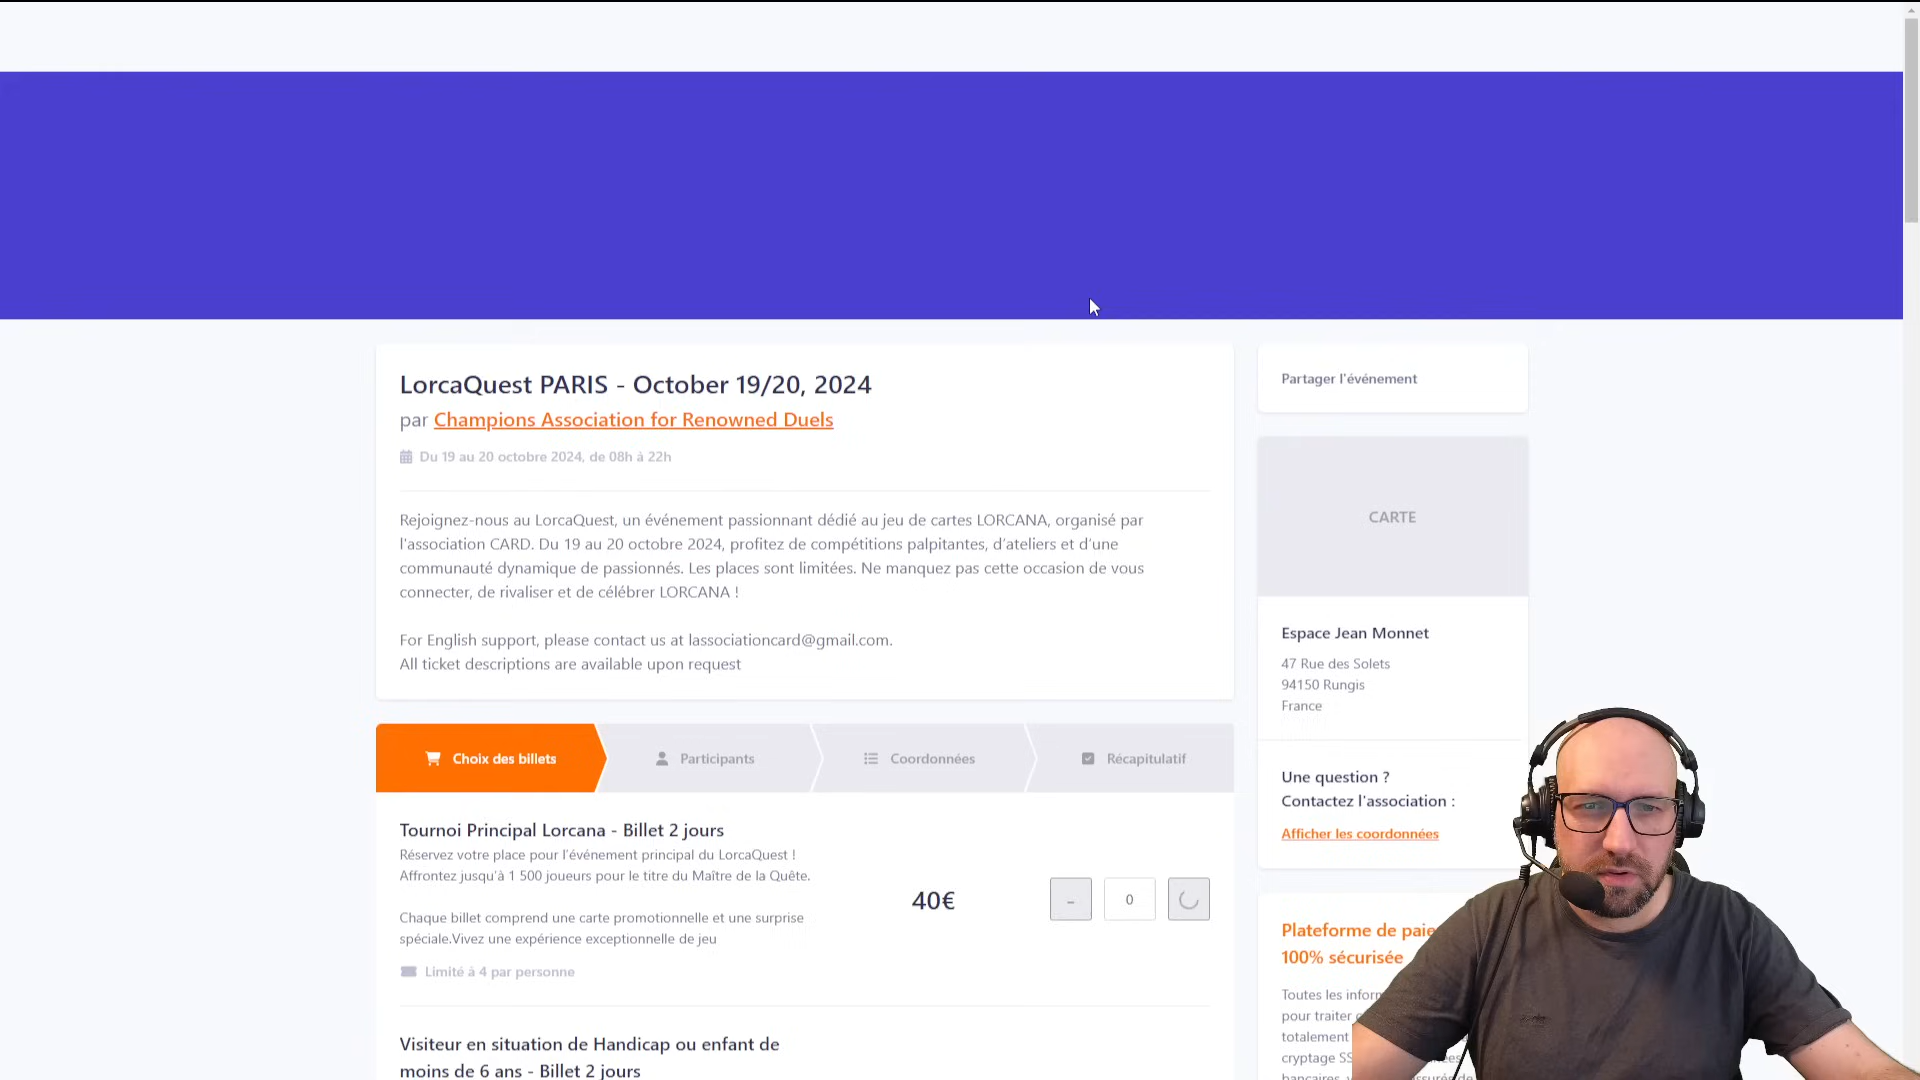 LorcaQuest PARIS - October 19/20, 2024
par Champions Association for Renowned Duels
Du 19 au 20 octobre 2024, de 08h à 22h
Rejoignez-nous au LorcaQuest, un événement passionnant dédié au jeu de cartes LORCANA, organisé par
l'association CARD. Du 19 au 20 octobre 2024, profitez de compétitions palpitantes, d'ateliers et d'une
communauté dynamique de passionnés. Les places sont limitées. Ne manquez pas cette occasion de vous
connecter, de rivaliser et de célébrer LORCANA !
For English support, please contact us at lassociationcard@gmail.com.
All ticket descriptions are available upon request
Choix des billets
Participants
Coordonnées
Récapitulatif
Tournoi Principal Lorcana - Billet 2 jours
Réservez votre place pour l'événement principal du LorcaQuest !
Affrontez jusqu'à 1 500 joueurs pour le titre du Maître de la Quête.
Chaque billet comprend une carte promotionnelle et une surprise
spéciale.Vivez une expérience exceptionnelle de jeu
Limité à 4 par personne
40€
-
0
Visiteur en situation de Handicap ou enfant de
moins de 6 ans - Billet 2 jours
Partager l'événement
CARTE
Espace Jean Monnet
47 Rue des Solets
94150 Rungis
France
Une question ?
Contactez l'association :
Afficher les coordonnées
Plateforme de
100% sécurisée
Toutes les
pour traiter
totalement
cryptage
bancaires,